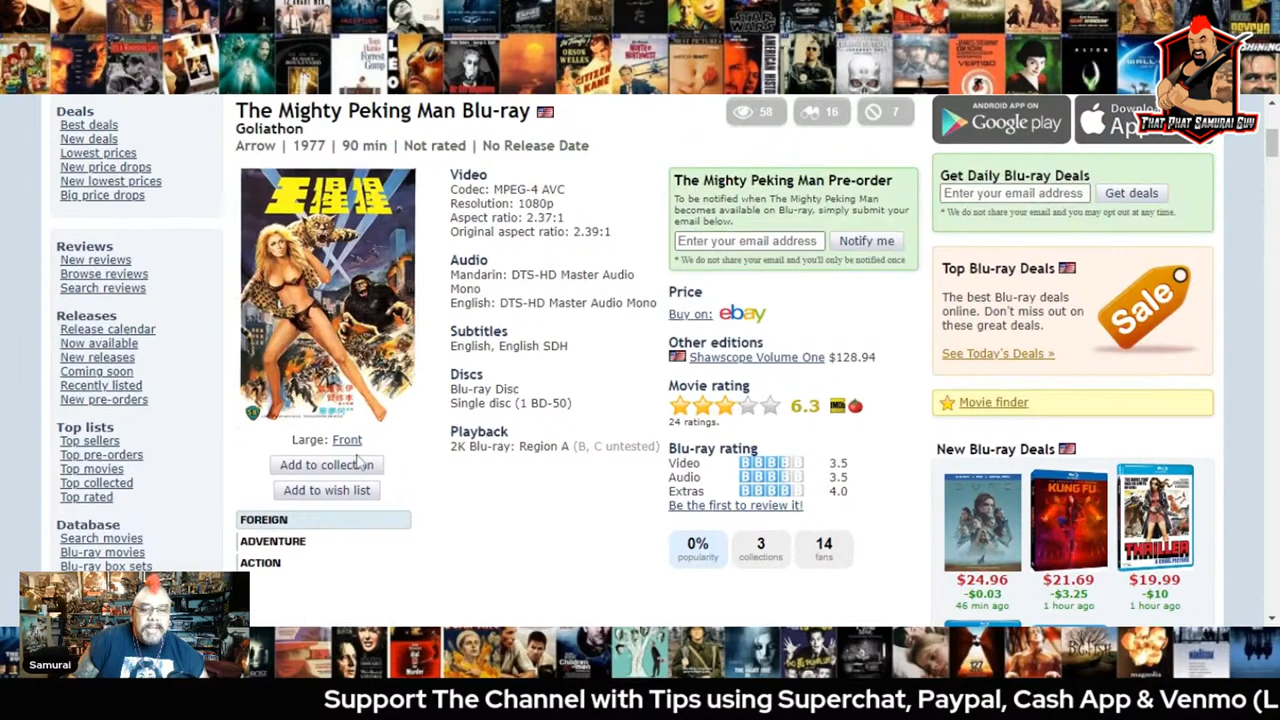 THAT PHAT SAMURAI GUY
Deals
Best deals
New deals
Lowest prices
New price drops
New lowest prices
Big price drops
Reviews
New reviews
Browse reviews
Search reviews
Releases
Release calendar
Now available
New releases
Coming soon
Recently listed
New pre-orders
Top lists
Top sellers
Top pre-orders
Top movies
Top collected
Top rated
Database
Search movies
Blu-ray movies
Blu-ray box sets
The Mighty Peking Man Blu-ray
Goliathon
Arrow | 1977 | 90 min | Not rated | No Release Date
58
16
7
王猩猩
Large: Front
Add to collection
Add to wish list
FOREIGN
ADVENTURE
ACTION
Video
Codec: MPEG-4 AVC
Resolution: 1080p
Aspect ratio: 2.37:1
Original aspect ratio: 2.39:1
Audio
Mandarin: DTS-HD Master Audio
Mono
English: DTS-HD Master Audio Mono
Subtitles
English, English SDH
Discs
Blu-ray Disc
Single disc (1 BD-50)
Playback
2K Blu-ray: Region A (B, C untested)
The Mighty Peking Man Pre-order
To be notified when The Mighty Peking Man
becomes available on Blu-ray, simply submit your
email below.
Enter your email address
Notify me
* We do not share your email and you'll only be notified once
Price
Buy on: ebay
Other editions
Shawscope Volume One $128.94
Movie rating
6.3 IMDb
24 ratings.
Blu-ray rating
Video 3.5
Audio 3.5
Extras 4.0
Be the first to review it!
0%
popularity
3
collections
14
fans
ANDROID APP ON
Google play
Downlo
App
Get Daily Blu-ray Deals
Enter your email address
Get deals
* We do not share your email and you may opt out at any time.
Top Blu-ray Deals
The best Blu-ray deals
online. Don't miss out on
these great deals.
See Today's Deals »
Sale
Movie finder
New Blu-ray Deals
DUNE
KUNG FU
THRILLER
$24.96
-$0.03
46 min ago
$21.69
-$3.25
1 hour ago
$19.99
-$10
1 hour ago
Samurai
Support The Channel with Tips using Superchat, Paypal, Cash App & Venmo (L